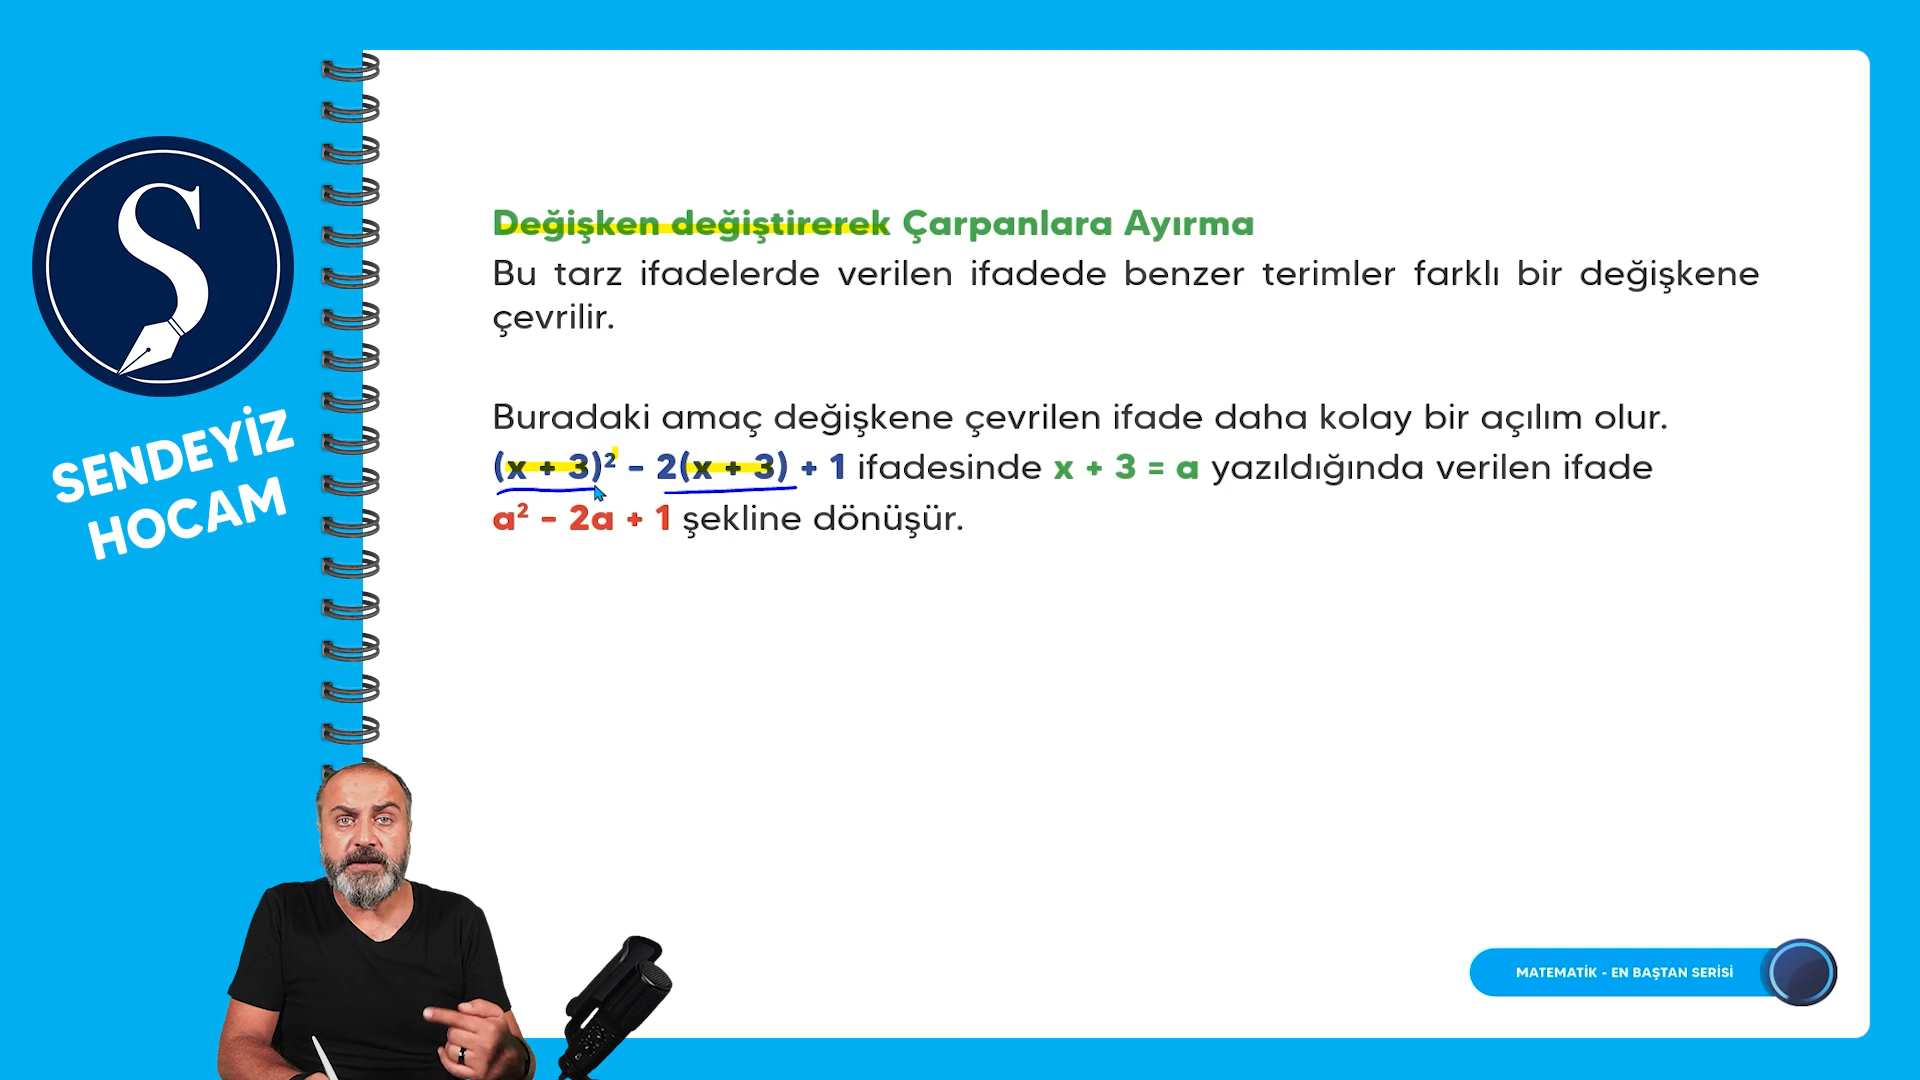 SENDEYİZ
HOCAM
Değişken değiştirerek Çarpanlara Ayırma
Bu tarz ifadelerde verilen ifadede benzer terimler farklı bir değişkene
çevrilir.
Buradaki amaç değişkene çevrilen ifade daha kolay bir açılım olur.
(x + 3)² - 2(x + 3) + 1 ifadesinde x + 3 = a yazıldığında verilen ifade
a² - 2a + 1 şekline dönüşür.
MATEMATİK - EN BAŞTAN SERİSİ